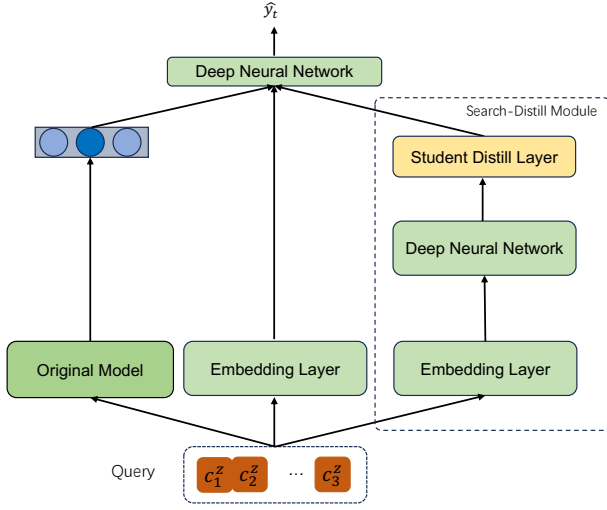 ŷ_t
Deep Neural Network
Search-Distill Module
Student Distill Layer
Deep Neural Network
Original Model
Embedding Layer
Embedding Layer
Query
c_1^z c_2^z ... c_3^z